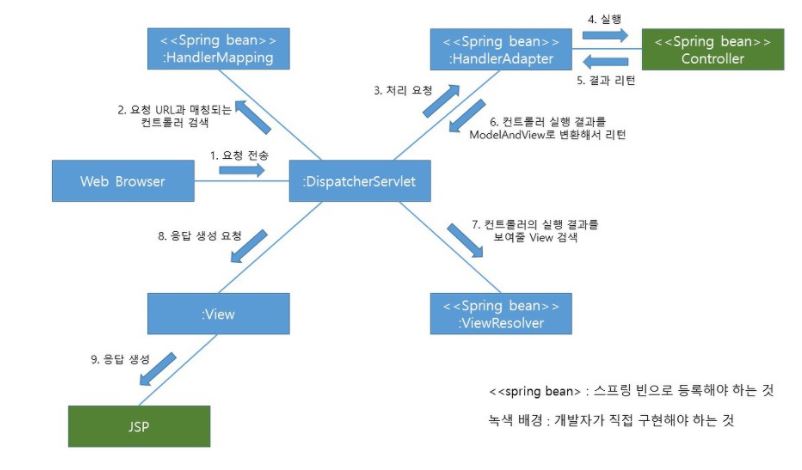 <<Spring bean>>
:HandlerMapping
<<Spring bean>>
:HandlerAdapter
4. 실행
<<Spring bean>>
Controller
5. 결과 리턴
3. 처리 요청
2. 요청 URL과 매칭되는
컨트롤러 검색
6. 컨트롤러 실행 결과를
ModelAndView로 변환해서 리턴
1. 요청 전송
Web Browser
:DispatcherServlet
8. 응답 생성 요청
7. 컨트롤러의 실행 결과를
보여줄 View 검색
:View
<<Spring bean>>
:ViewResolver
9. 응답 생성
JSP
<<spring bean> : 스프링 빈으로 등록해야 하는 것
녹색 배경 : 개발자가 직접 구현해야 하는 것